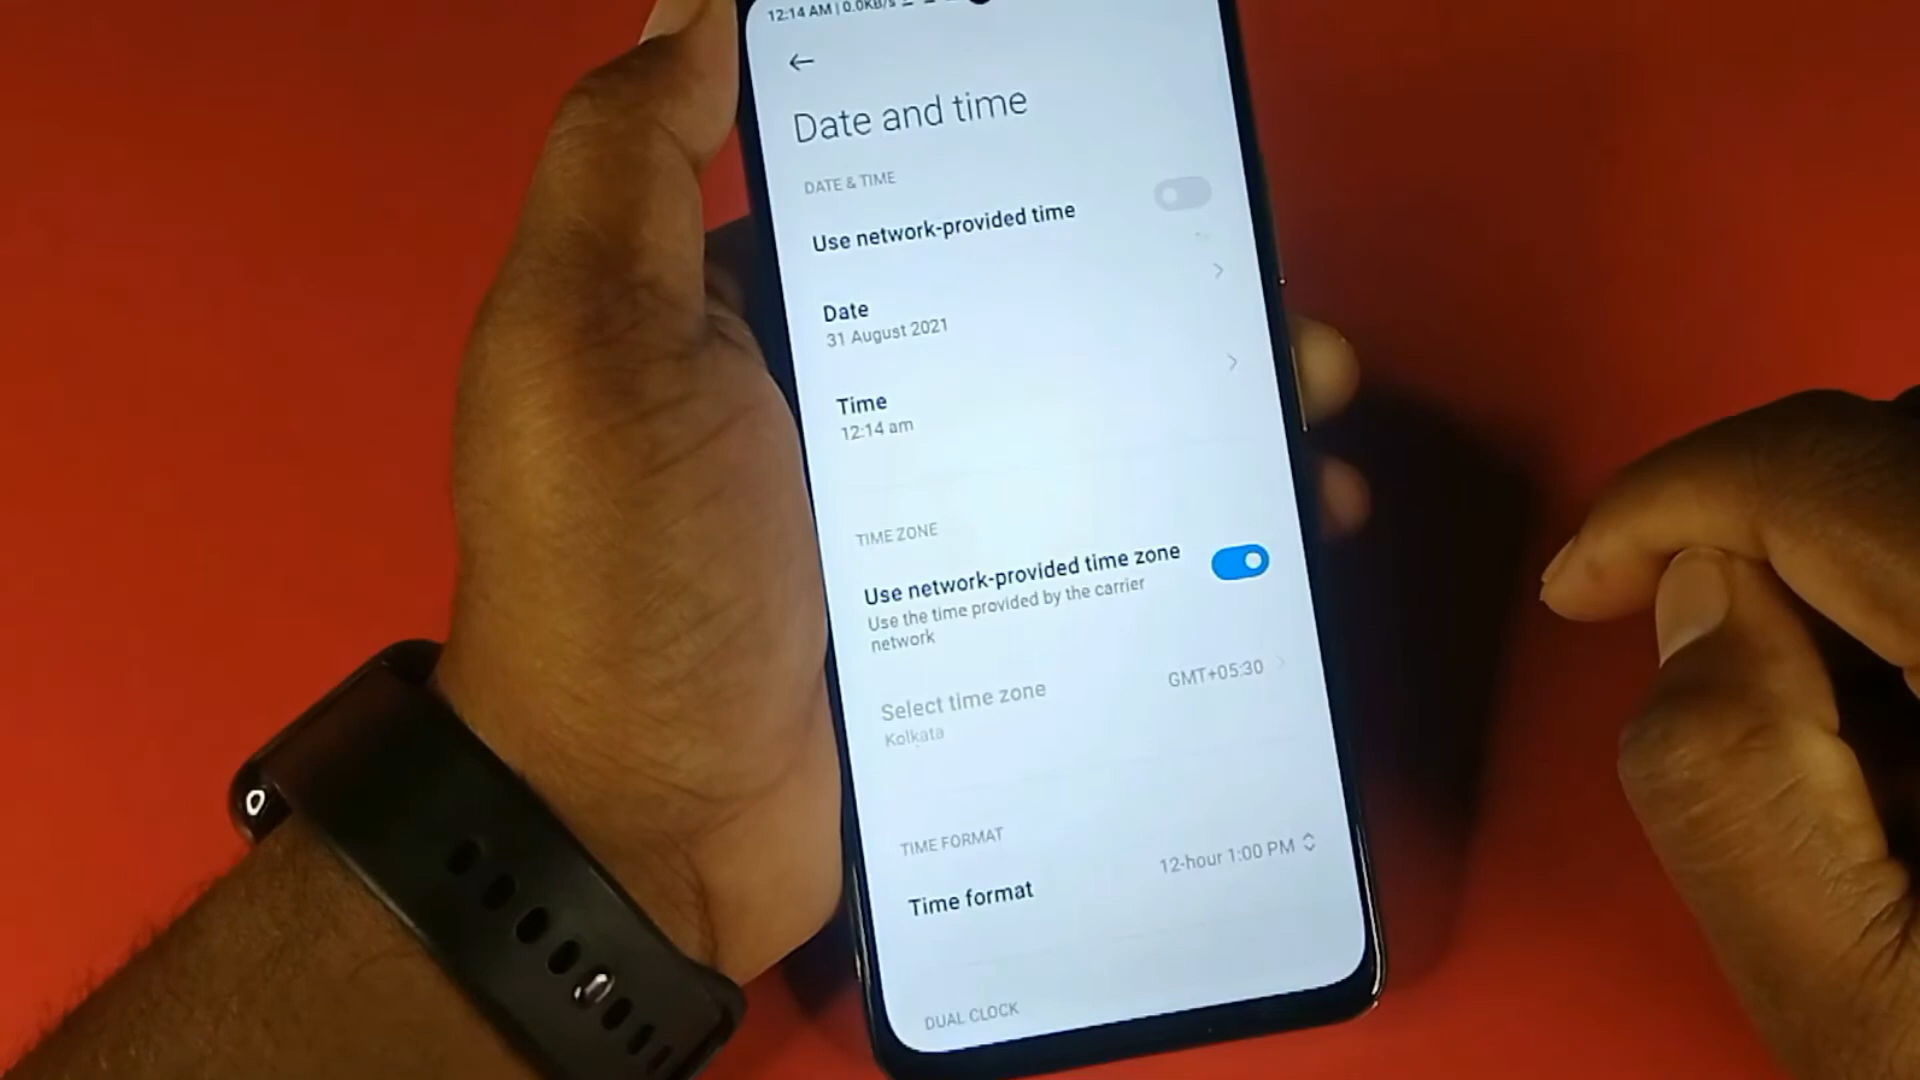 12:14 AM | 0.0KB/s
Date and time
DATE & TIME
Use network-provided time
Date
31 August 2021
Time
12:14 am
TIME ZONE
Use network-provided time zone
Use the time provided by the carrier
network
Select time zone
GMT+05:30
Kolkata
TIME FORMAT
Time format
12-hour 1:00 PM
DUAL CLOCK